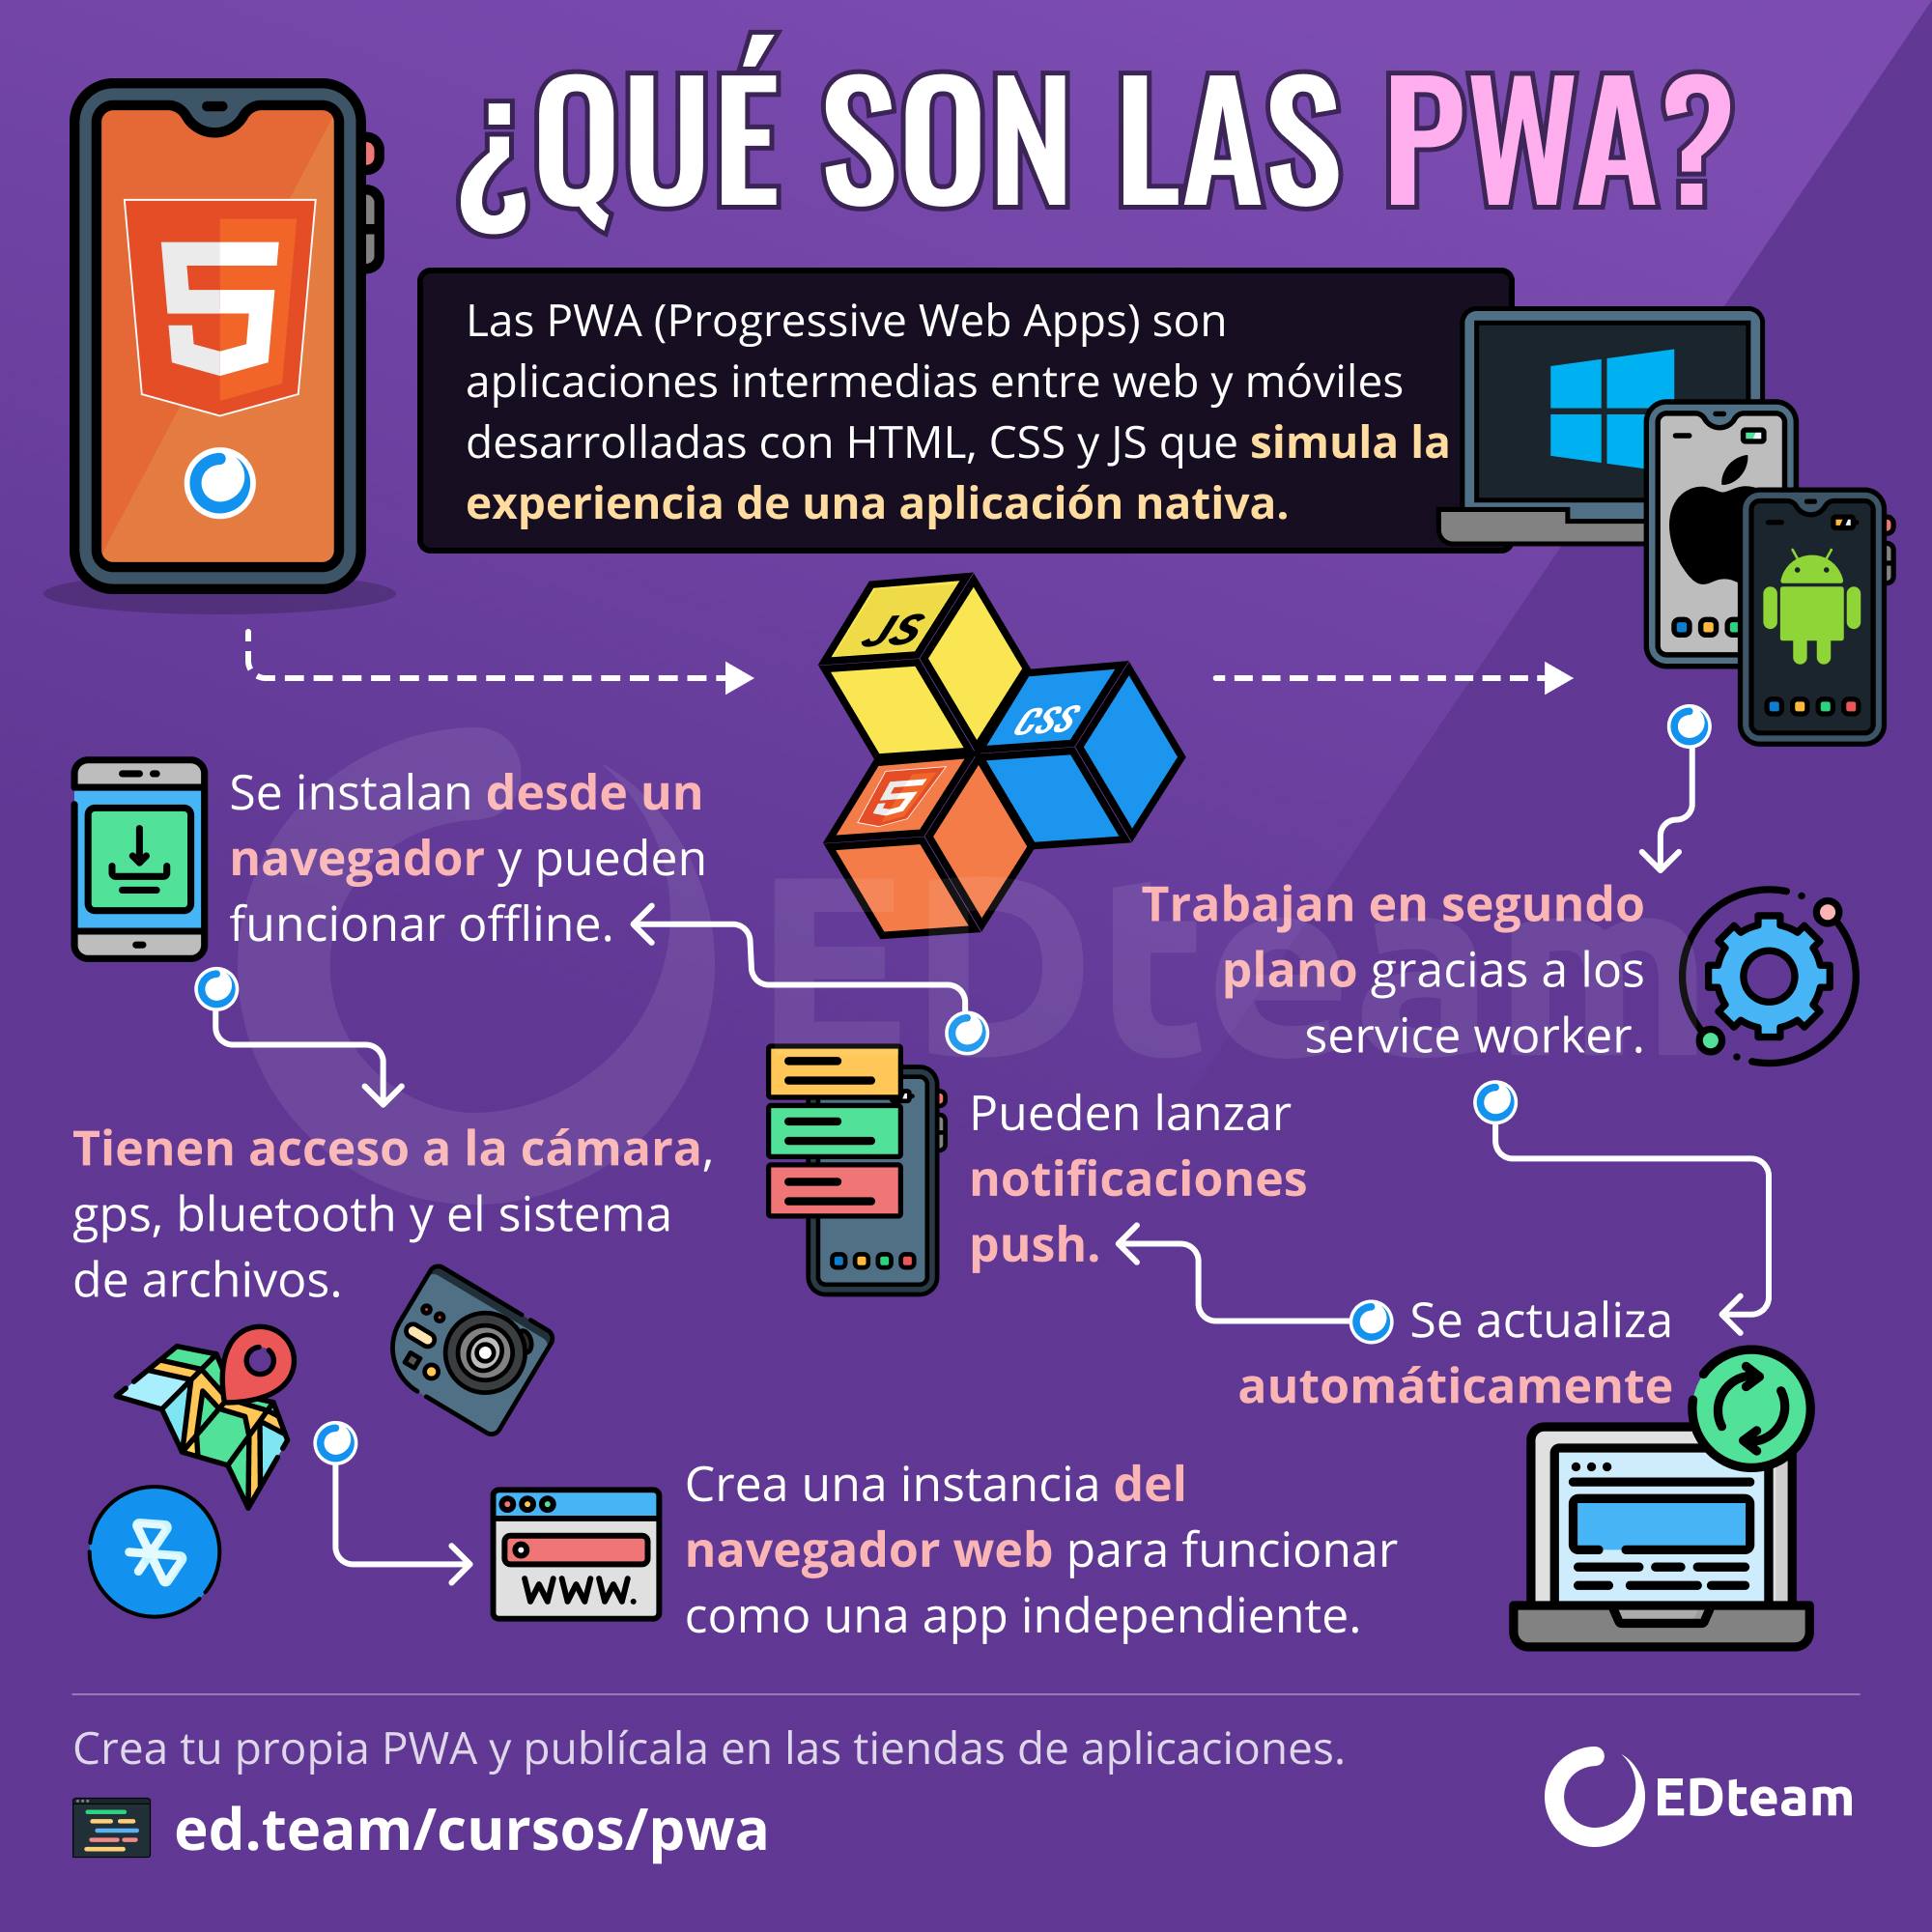 ¿QUÉ SON LAS PWA?
Las PWA (Progressive Web Apps) son
aplicaciones intermedias entre web y móviles
desarrolladas con HTML, CSS y JS que simula la
experiencia de una aplicación nativa.
JS
CSS
5
5
Trabajan en segundo
plano gracias a los
service worker.
Se actualiza
automáticamente
Pueden lanzar
notificaciones
push.
Se instalan desde un
navegador y pueden
funcionar offline.
Tienen acceso a la cámara,
gps, bluetooth y el sistema
de archivos.
www.
Crea una instancia del
navegador web para funcionar
como una app independiente.
EDteam
Crea tu propia PWA y publícala en las tiendas de aplicaciones.
ed.team/cursos/pwa
EDteam